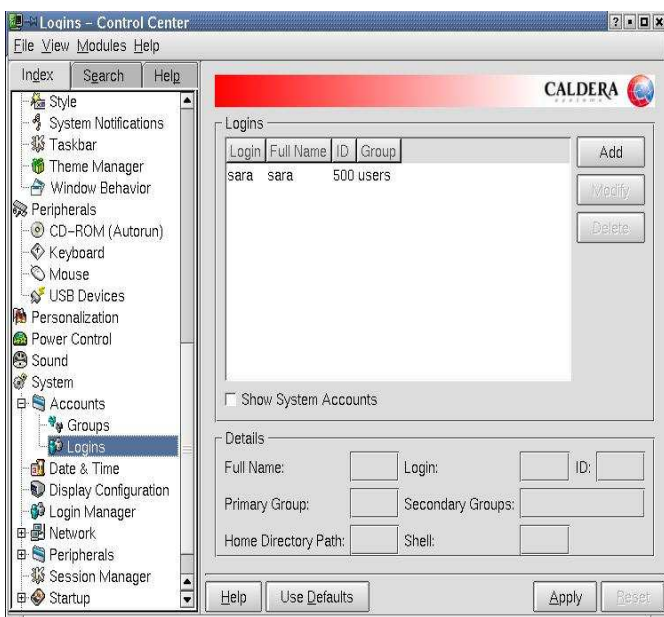 Logins - Control Center
File View Modules Help
Index Search Help
Style
System Notifications
Taskbar
Theme Manager
Window Behavior
Peripherals
CD-ROM (Autorun)
Keyboard
Mouse
USB Devices
Personalization
Power Control
Sound
System
Accounts
Groups
Logins
Date & Time
Display Configuration
Login Manager
Network
Peripherals
Session Manager
Startup
CALDERA
systems
Logins
Login Full Name ID Group
sara sara 500 users
Add
Modify
Delete
Show System Accounts
Details
Full Name: Login: ID:
Primary Group: Secondary Groups:
Home Directory Path: Shell:
Help Use Defaults Apply Reset